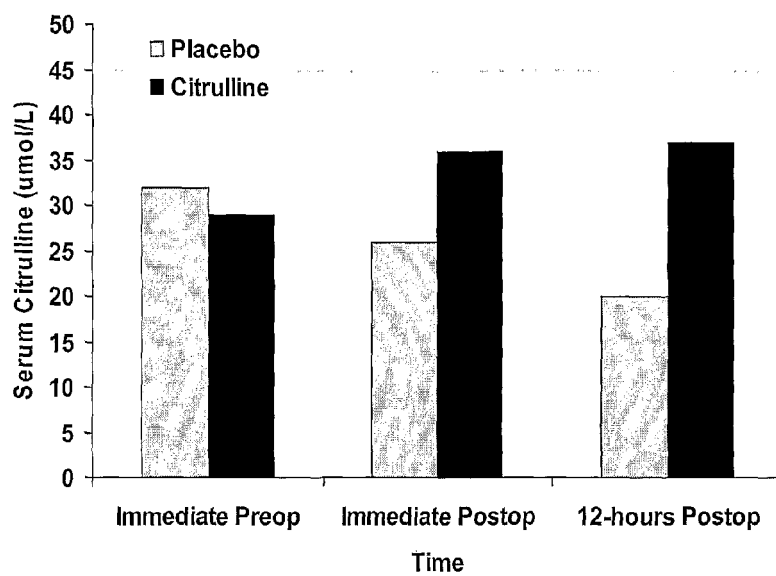 50
45
40
35
30
25
20
15
10
5
0
Serum Citrulline (umol/L)
Placebo
Citrulline
Immediate Preop
Immediate Postop
12-hours Postop
Time